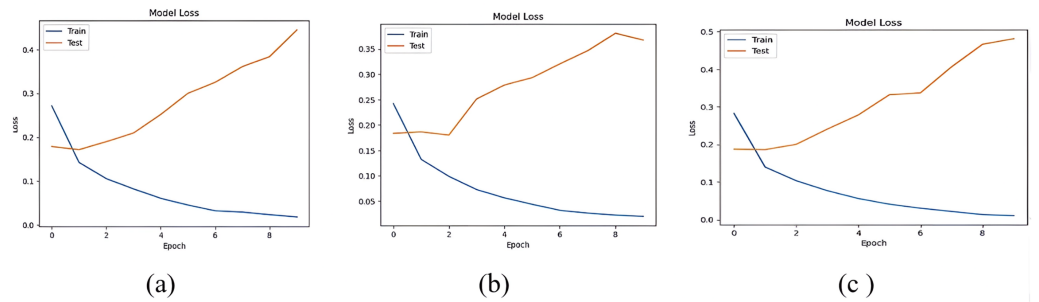 Model Loss
Train
Test
Loss
0.4
0.3
0.2
0.1
0.0
0 2 4 6 8
Epoch
(a)
Model Loss
Train
Test
Loss
0.35
0.30
0.25
0.20
0.15
0.10
0.05
0 2 4 6 8
Epoch
(b)
Model Loss
Train
Test
Loss
0.5
0.4
0.3
0.2
0.1
0.0
0 2 4 6 8
Epoch
(c )